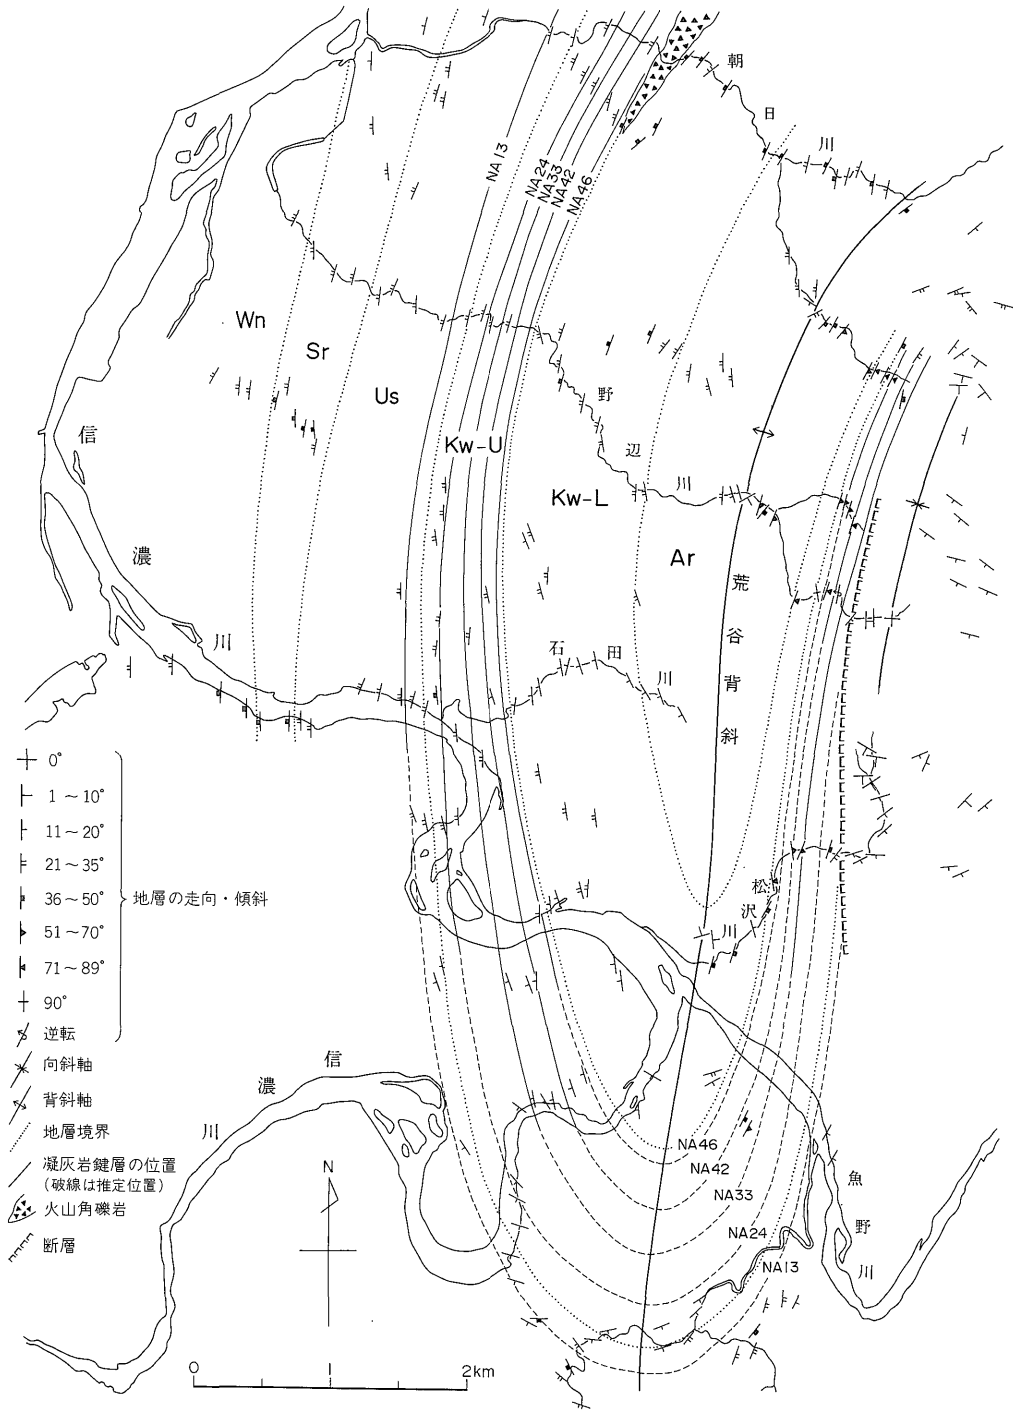 朝日川
NA13
NA24
NA33
NA42
NA46
Wn
Sr
Us
Kw-U
Kw-L
Ar
野辺川
信濃川
荒谷背斜
石田川
松沢川
0°
1～10°
11～20°
21～35°
36～50°
51～70°
71～89°
90°
地層の走向・傾斜
逆転
向斜軸
背斜軸
地層境界
凝灰岩鍵層の位置
(破線は推定位置)
火山角礫岩
断層
信濃川
N
NA46
NA42
NA33
NA24
NA13
魚野川
0 1 2km